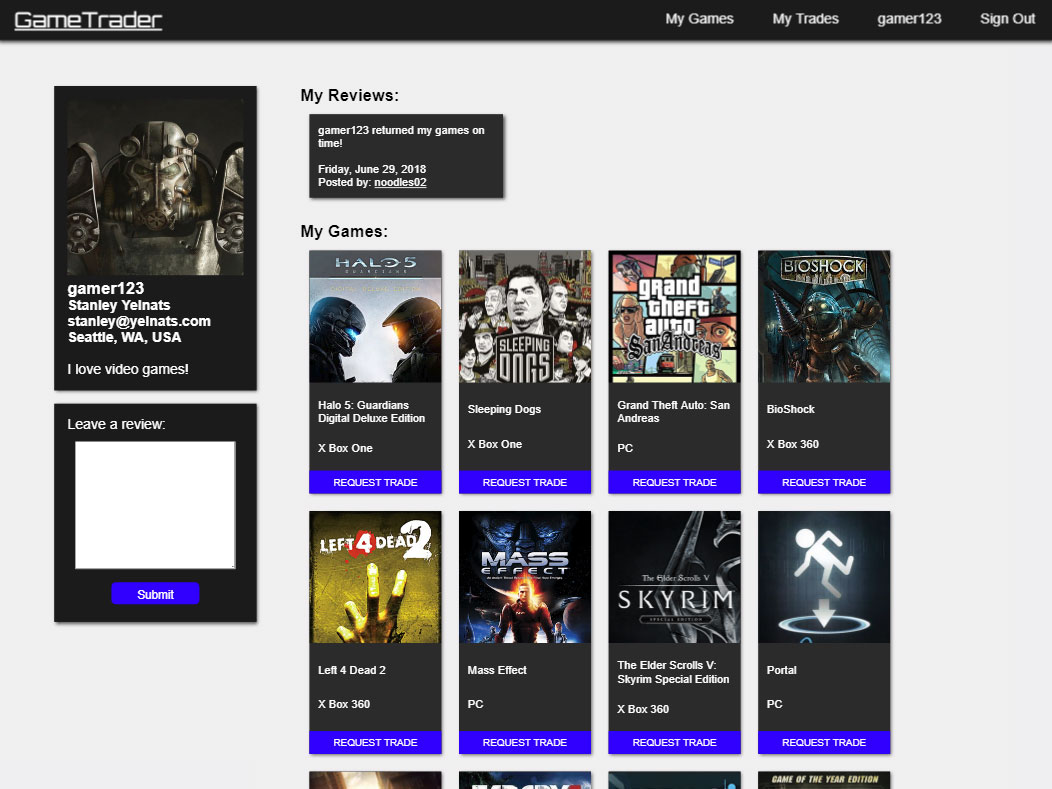 GameTrader
My Games
My Trades
gamer123
Sign Out
gamer123
Stanley Yelnats
stanley@yelnats.com
Seattle, WA, USA
I love video games!
Leave a review:
Submit
My Reviews:
gamer123 returned my games on
time!
Friday, June 29, 2018
Posted by: noodles02
My Games:
HALO 5
GUARDIANS
DIGITAL DELUXE EDITION
Halo 5: Guardians
Digital Deluxe Edition
X Box One
REQUEST TRADE
SLEEPING
DOGS
Sleeping Dogs
X Box One
REQUEST TRADE
grand
theft
auto
SanAndreas
Grand Theft Auto: San
Andreas
PC
REQUEST TRADE
BIOSHOCK
BioShock
X Box 360
REQUEST TRADE
LEFT 4 DEAD 2
Left 4 Dead 2
X Box 360
REQUEST TRADE
MASS
EFFECT
Mass Effect
PC
REQUEST TRADE
The Elder Scrolls V
SKYRIM
SPECIAL EDITION
The Elder Scrolls V:
Skyrim Special Edition
X Box 360
REQUEST TRADE
Portal
PC
REQUEST TRADE
GAME OF THE YEAR EDITION